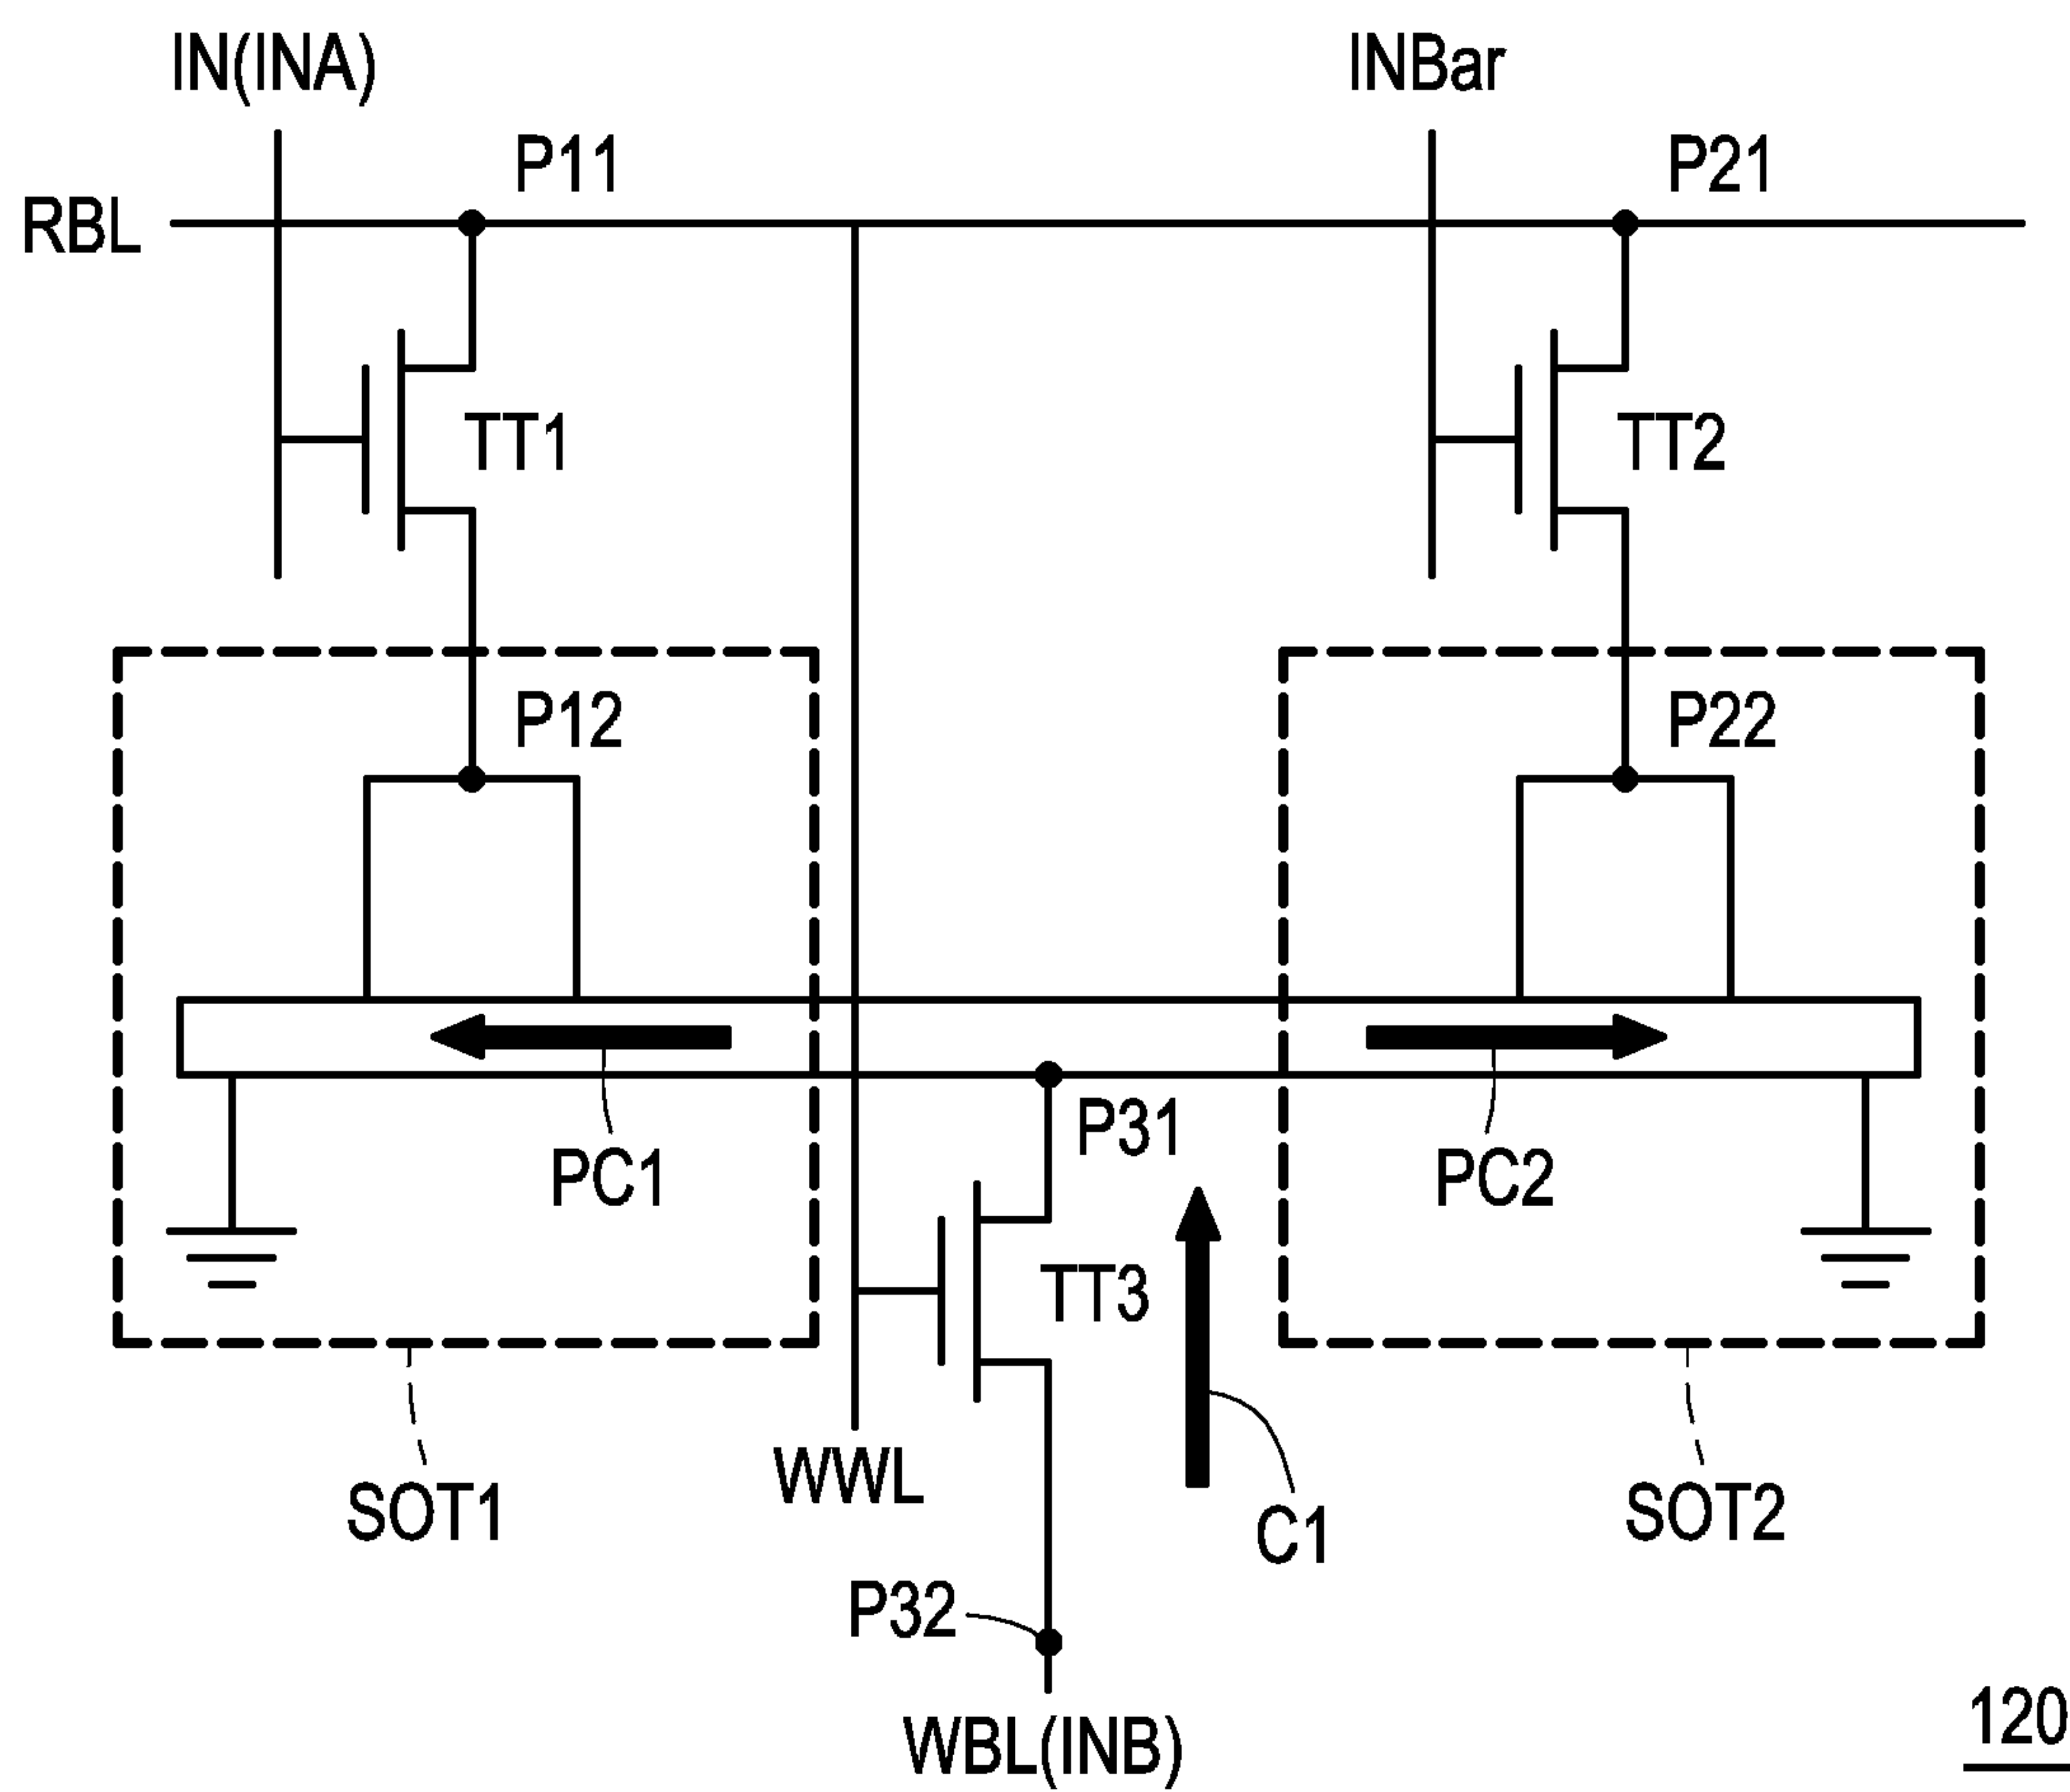 IN(INA)
INBar
P11
P21
RBL
TT1
TT2
P12
P22
P31
PC1
PC2
TT3
WWL
SOT1
C1
SOT2
P32
WBL(INB)
120